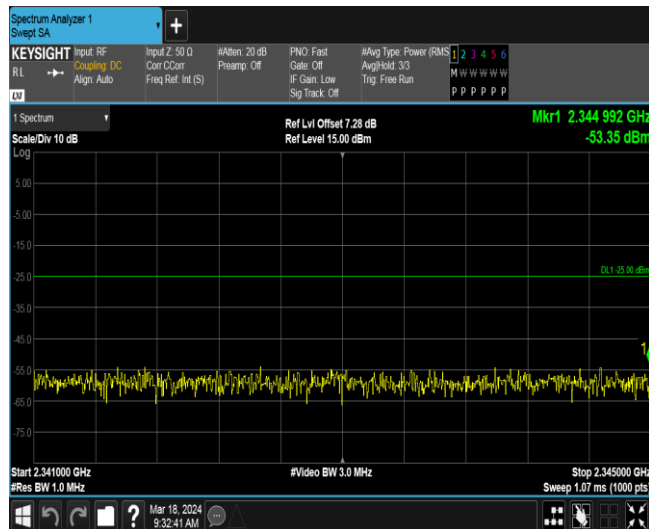 Spectrum Analyzer 1
Swept SA
+
KEYSIGHT
RL
LXI
Input: RF
Coupling: DC
Align: Auto
Input Z: 50 Ω
Corr CCorr
Freq Ref: Int (S)
#Atten: 20 dB
Preamp: Off
PNO: Fast
Gate: Off
IF Gain: Low
Sig Track: Off
#Avg Type: Power (RMS
Avg|Hold: 3/3
Trig: Free Run
1 2 3 4 5 6
M W W W W W
P P P P P P
1 Spectrum
Scale/Div 10 dB
Log
Ref Lvl Offset 7.28 dB
Ref Level 15.00 dBm
Mkr1 2.344 992 GHz
-53.35 dBm
5.00
-5.00
-15.0
-25.0
-35.0
-45.0
-55.0
-65.0
-75.0
DL1 -25.00 dBm
1
Start 2.341000 GHz
#Res BW 1.0 MHz
#Video BW 3.0 MHz
Stop 2.345000 GHz
Sweep 1.07 ms (1000 pts)
?
Mar 18, 2024
9:32:41 AM